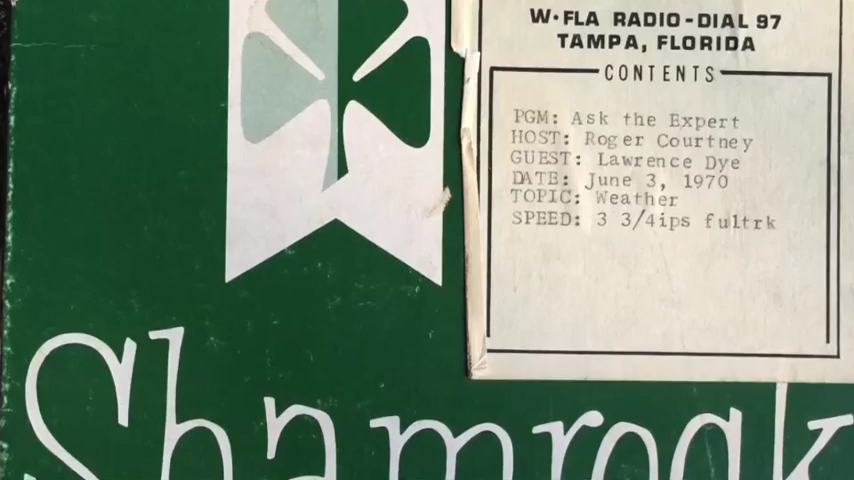 W·FLA RADIO-DIAL 97
TAMPA, FLORIDA
CONTENTS
PGM: Ask the Expert
HOST: Roger Courtney
GUEST: Lawrence Dye
DATE: June 3, 1970
TOPIC: Weather
SPEED: 3 3/4ips fultrk
Shamrock